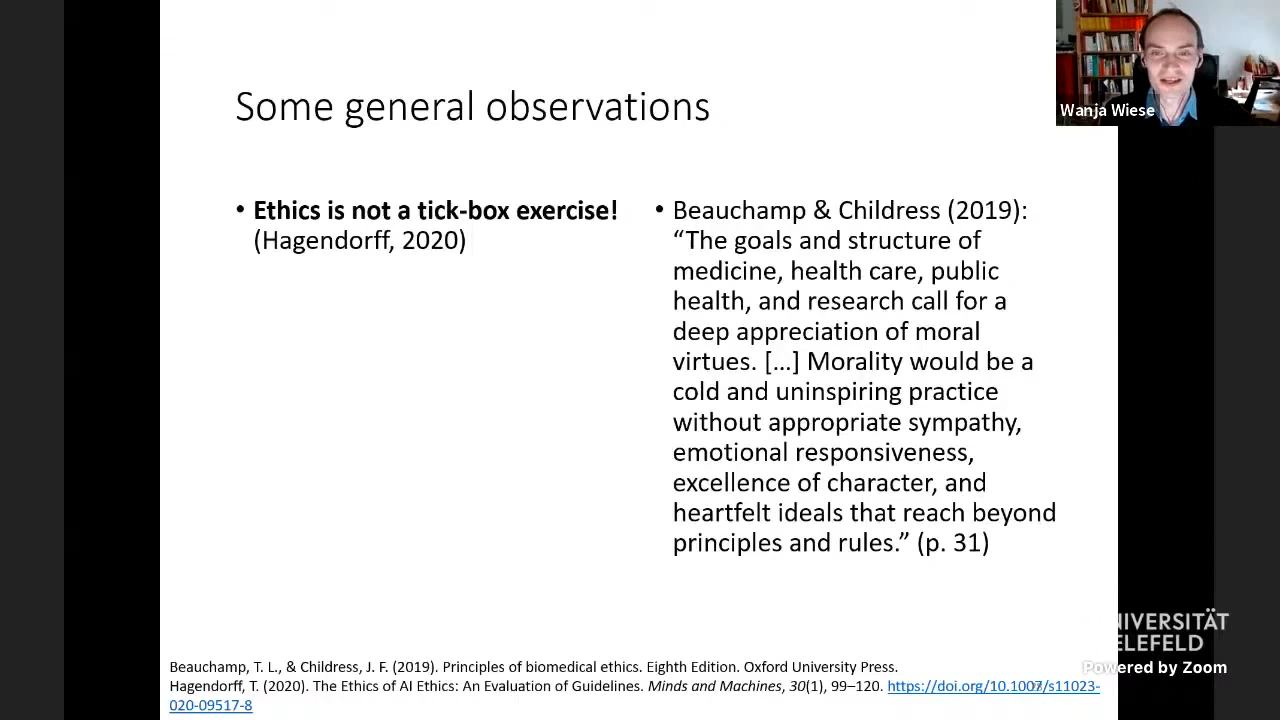 Wanja Wiese
Some general observations
• Ethics is not a tick-box exercise!
(Hagendorff, 2020)
• Beauchamp & Childress (2019):
“The goals and structure of
medicine, health care, public
health, and research call for a
deep appreciation of moral
virtues. […] Morality would be a
cold and uninspiring practice
without appropriate sympathy,
emotional responsiveness,
excellence of character, and
heartfelt ideals that reach beyond
principles and rules.” (p. 31)
NIVERSITÄT
ELEFELD
Powered by Zoom
Beauchamp, T. L., & Childress, J. F. (2019). Principles of biomedical ethics. Eighth Edition. Oxford University Press.
Hagendorff, T. (2020). The Ethics of AI Ethics: An Evaluation of Guidelines. Minds and Machines, 30(1), 99–120. https://doi.org/10.1007/s11023-
020-09517-8